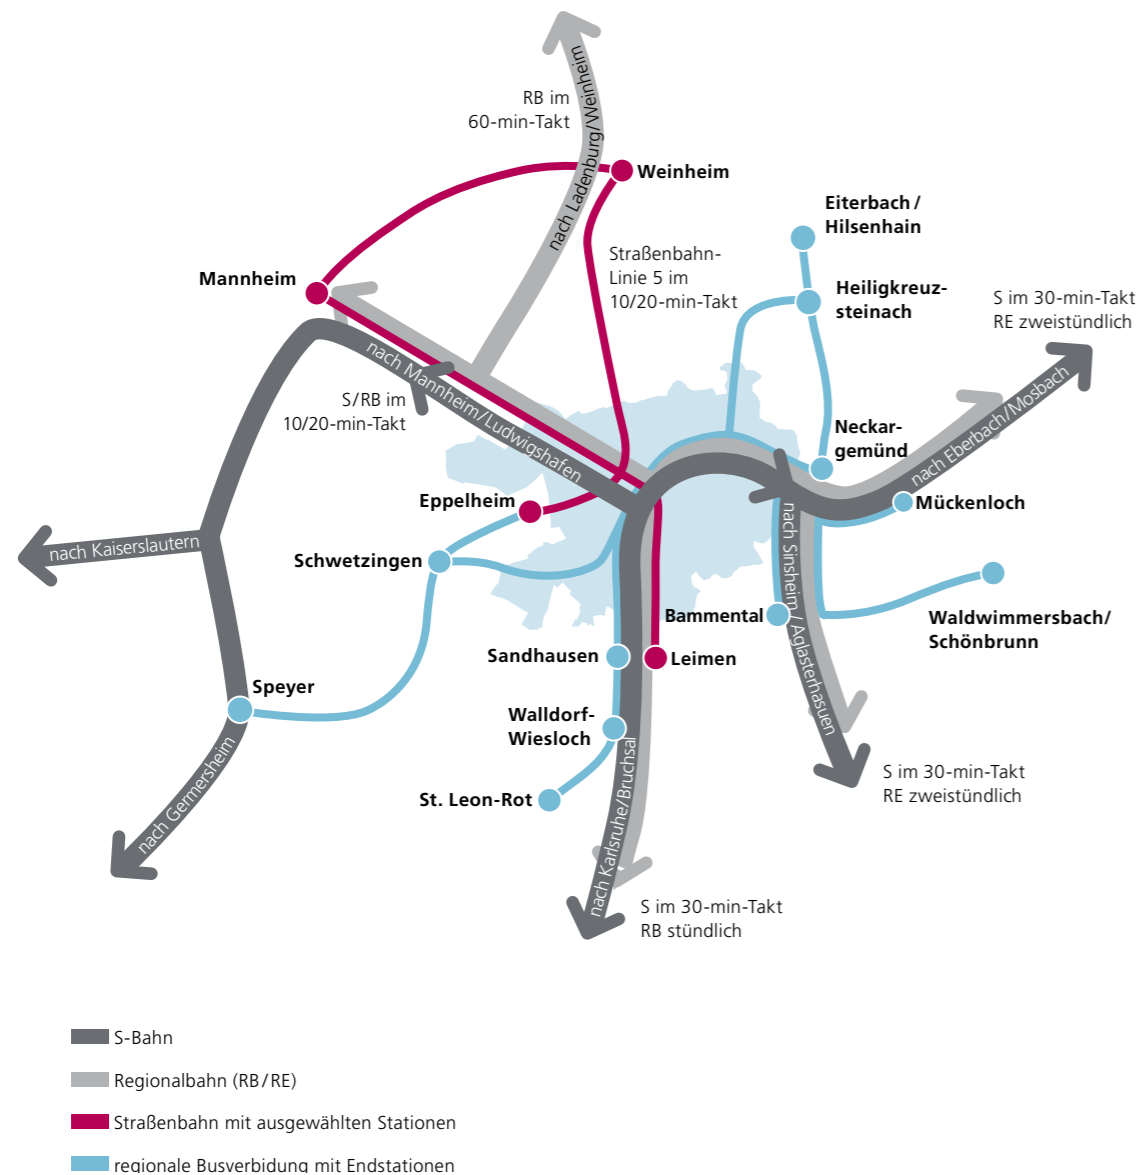 RB im
60-min-Takt
nach Ladenburg/Weinheim
Weinheim
Eiterbach /
Hilsenhain
Straßenbahn-
Linie 5 im
10/20-min-Takt
Mannheim
Heiligkreuz-
steinach
S im 30-min-Takt
RE zweistündlich
nach Mannheim/Ludwigshafen
S/RB im
10/20-min-Takt
Neckar-
gemünd
nach Eberbach/Mosbach
Eppelheim
Mückenloch
nach Kaiserslautern
Schwetzingen
nach Sinsheim / Aglasterhasuen
Bammental
Waldwimmersbach/
Schönbrunn
Sandhausen
Leimen
Speyer
Walldorf-
Wiesloch
nach Germersheim
St. Leon-Rot
nach Karlsruhe/Bruchsal
S im 30-min-Takt
RE zweistündlich
S im 30-min-Takt
RB stündlich
S-Bahn
Regionalbahn (RB/RE)
Straßenbahn mit ausgewählten Stationen
regionale Busverbidung mit Endstationen